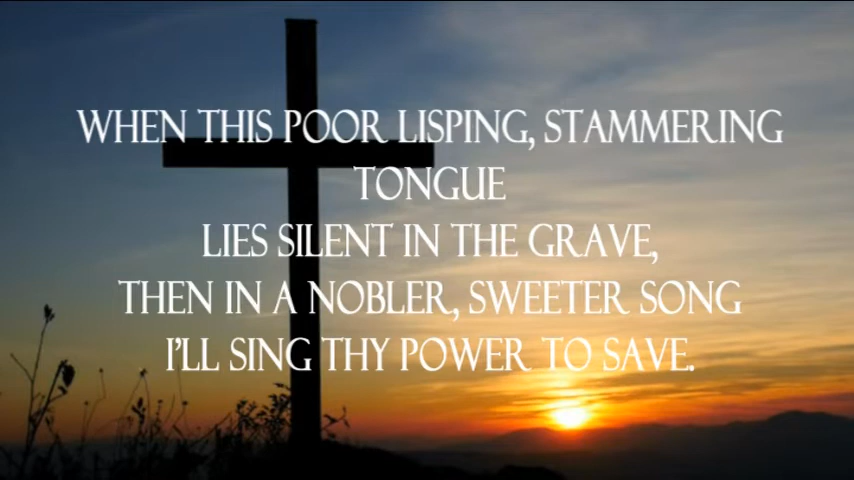 WHEN THIS POOR LISPING, STAMMERING
TONGUE
LIES SILENT IN THE GRAVE,
THEN IN A NOBLER, SWEETER SONG
I'LL SING THY POWER TO SAVE.